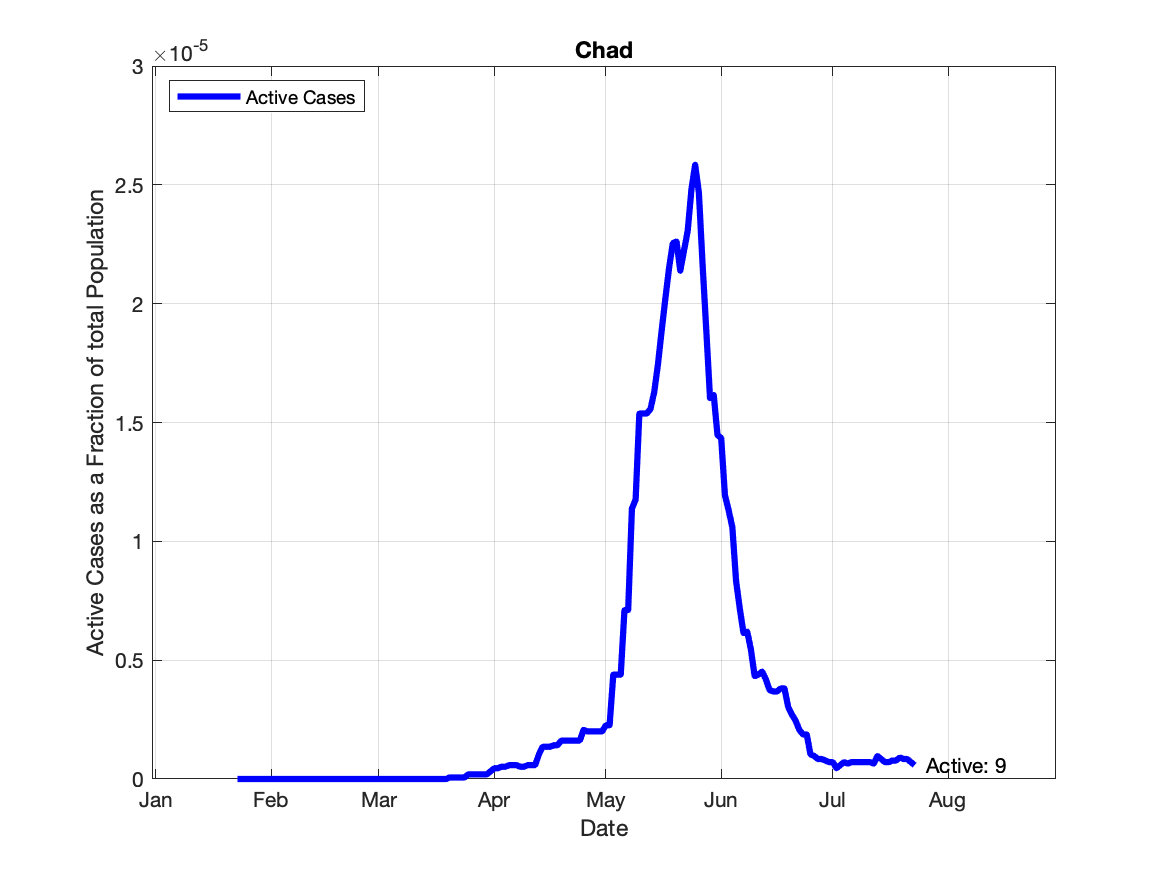 Chad
×10^-5
3
2.5
2
1.5
1
0.5
0
Active Cases as a Fraction of total Population
Active Cases
Active: 9
Jan Feb Mar Apr May Jun Jul Aug
Date